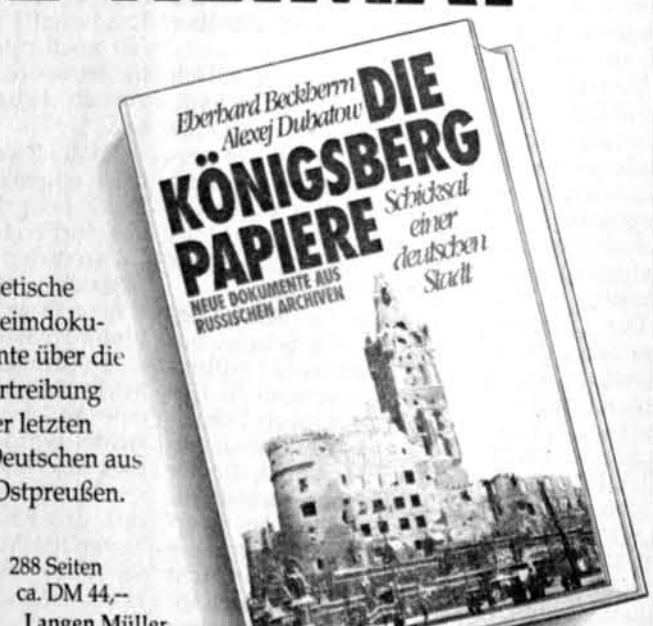 Eberhard Beckherrn
Alexej Dubatow
DIE
KÖNIGSBERG
PAPIERE
Schicksal
einer
deutschen
Stadt
NEUE DOKUMENTE AUS
RUSSISCHEN ARCHIVEN
etische
eimdoku-
nte über die
rtreibung
er letzten
Deutschen aus
Ostpreußen.
288 Seiten
ca. DM 44,--
Langen Müller